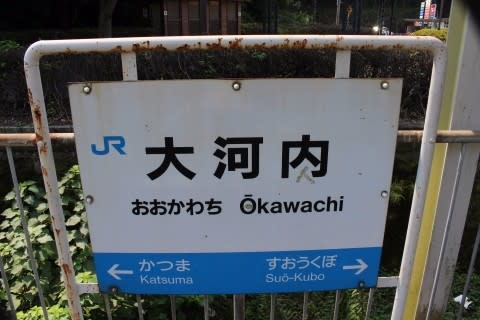 JR 大河内
おおかわち Ōkawachi
← かつま すおうくぼ →
Katsuma Suō-Kubo